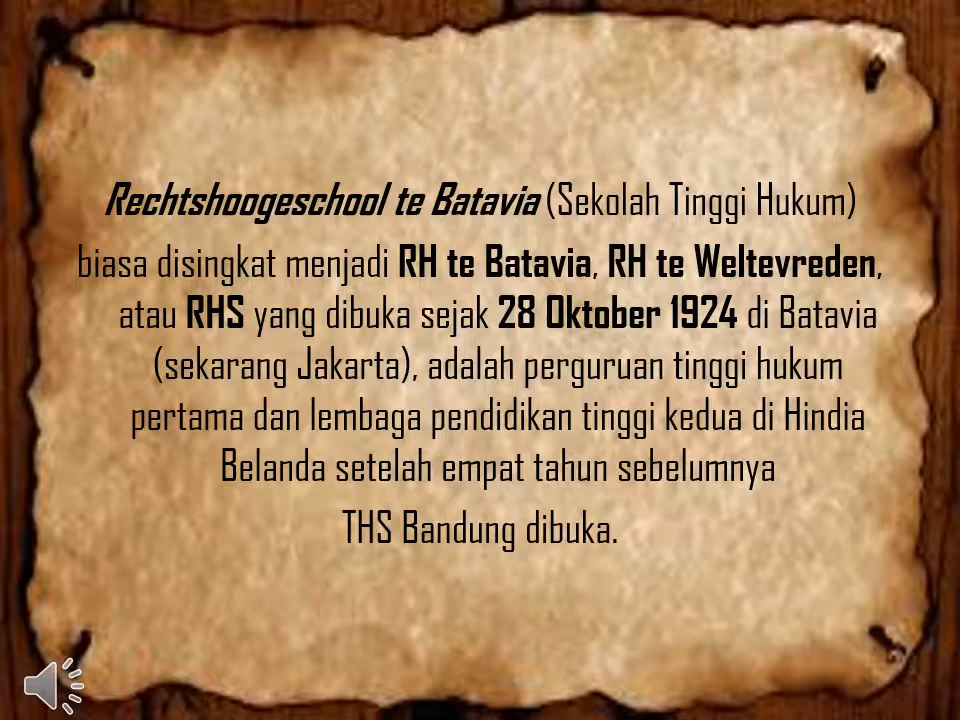 Rechtshoogeschool te Batavia (Sekolah Tinggi Hukum)
biasa disingkat menjadi RH te Batavia, RH te Weltevreden,
atau RHS yang dibuka sejak 28 Oktober 1924 di Batavia
(sekarang Jakarta), adalah perguruan tinggi hukum
pertama dan lembaga pendidikan tinggi kedua di Hindia
Belanda setelah empat tahun sebelumnya
THS Bandung dibuka.